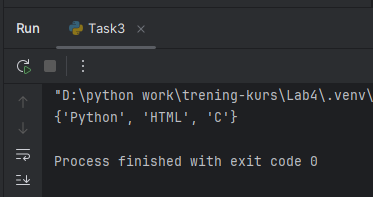 Run Task3
"D:\python work\trening-kurs\Lab4\.venv\
{'Python', 'HTML', 'C'}
Process finished with exit code 0